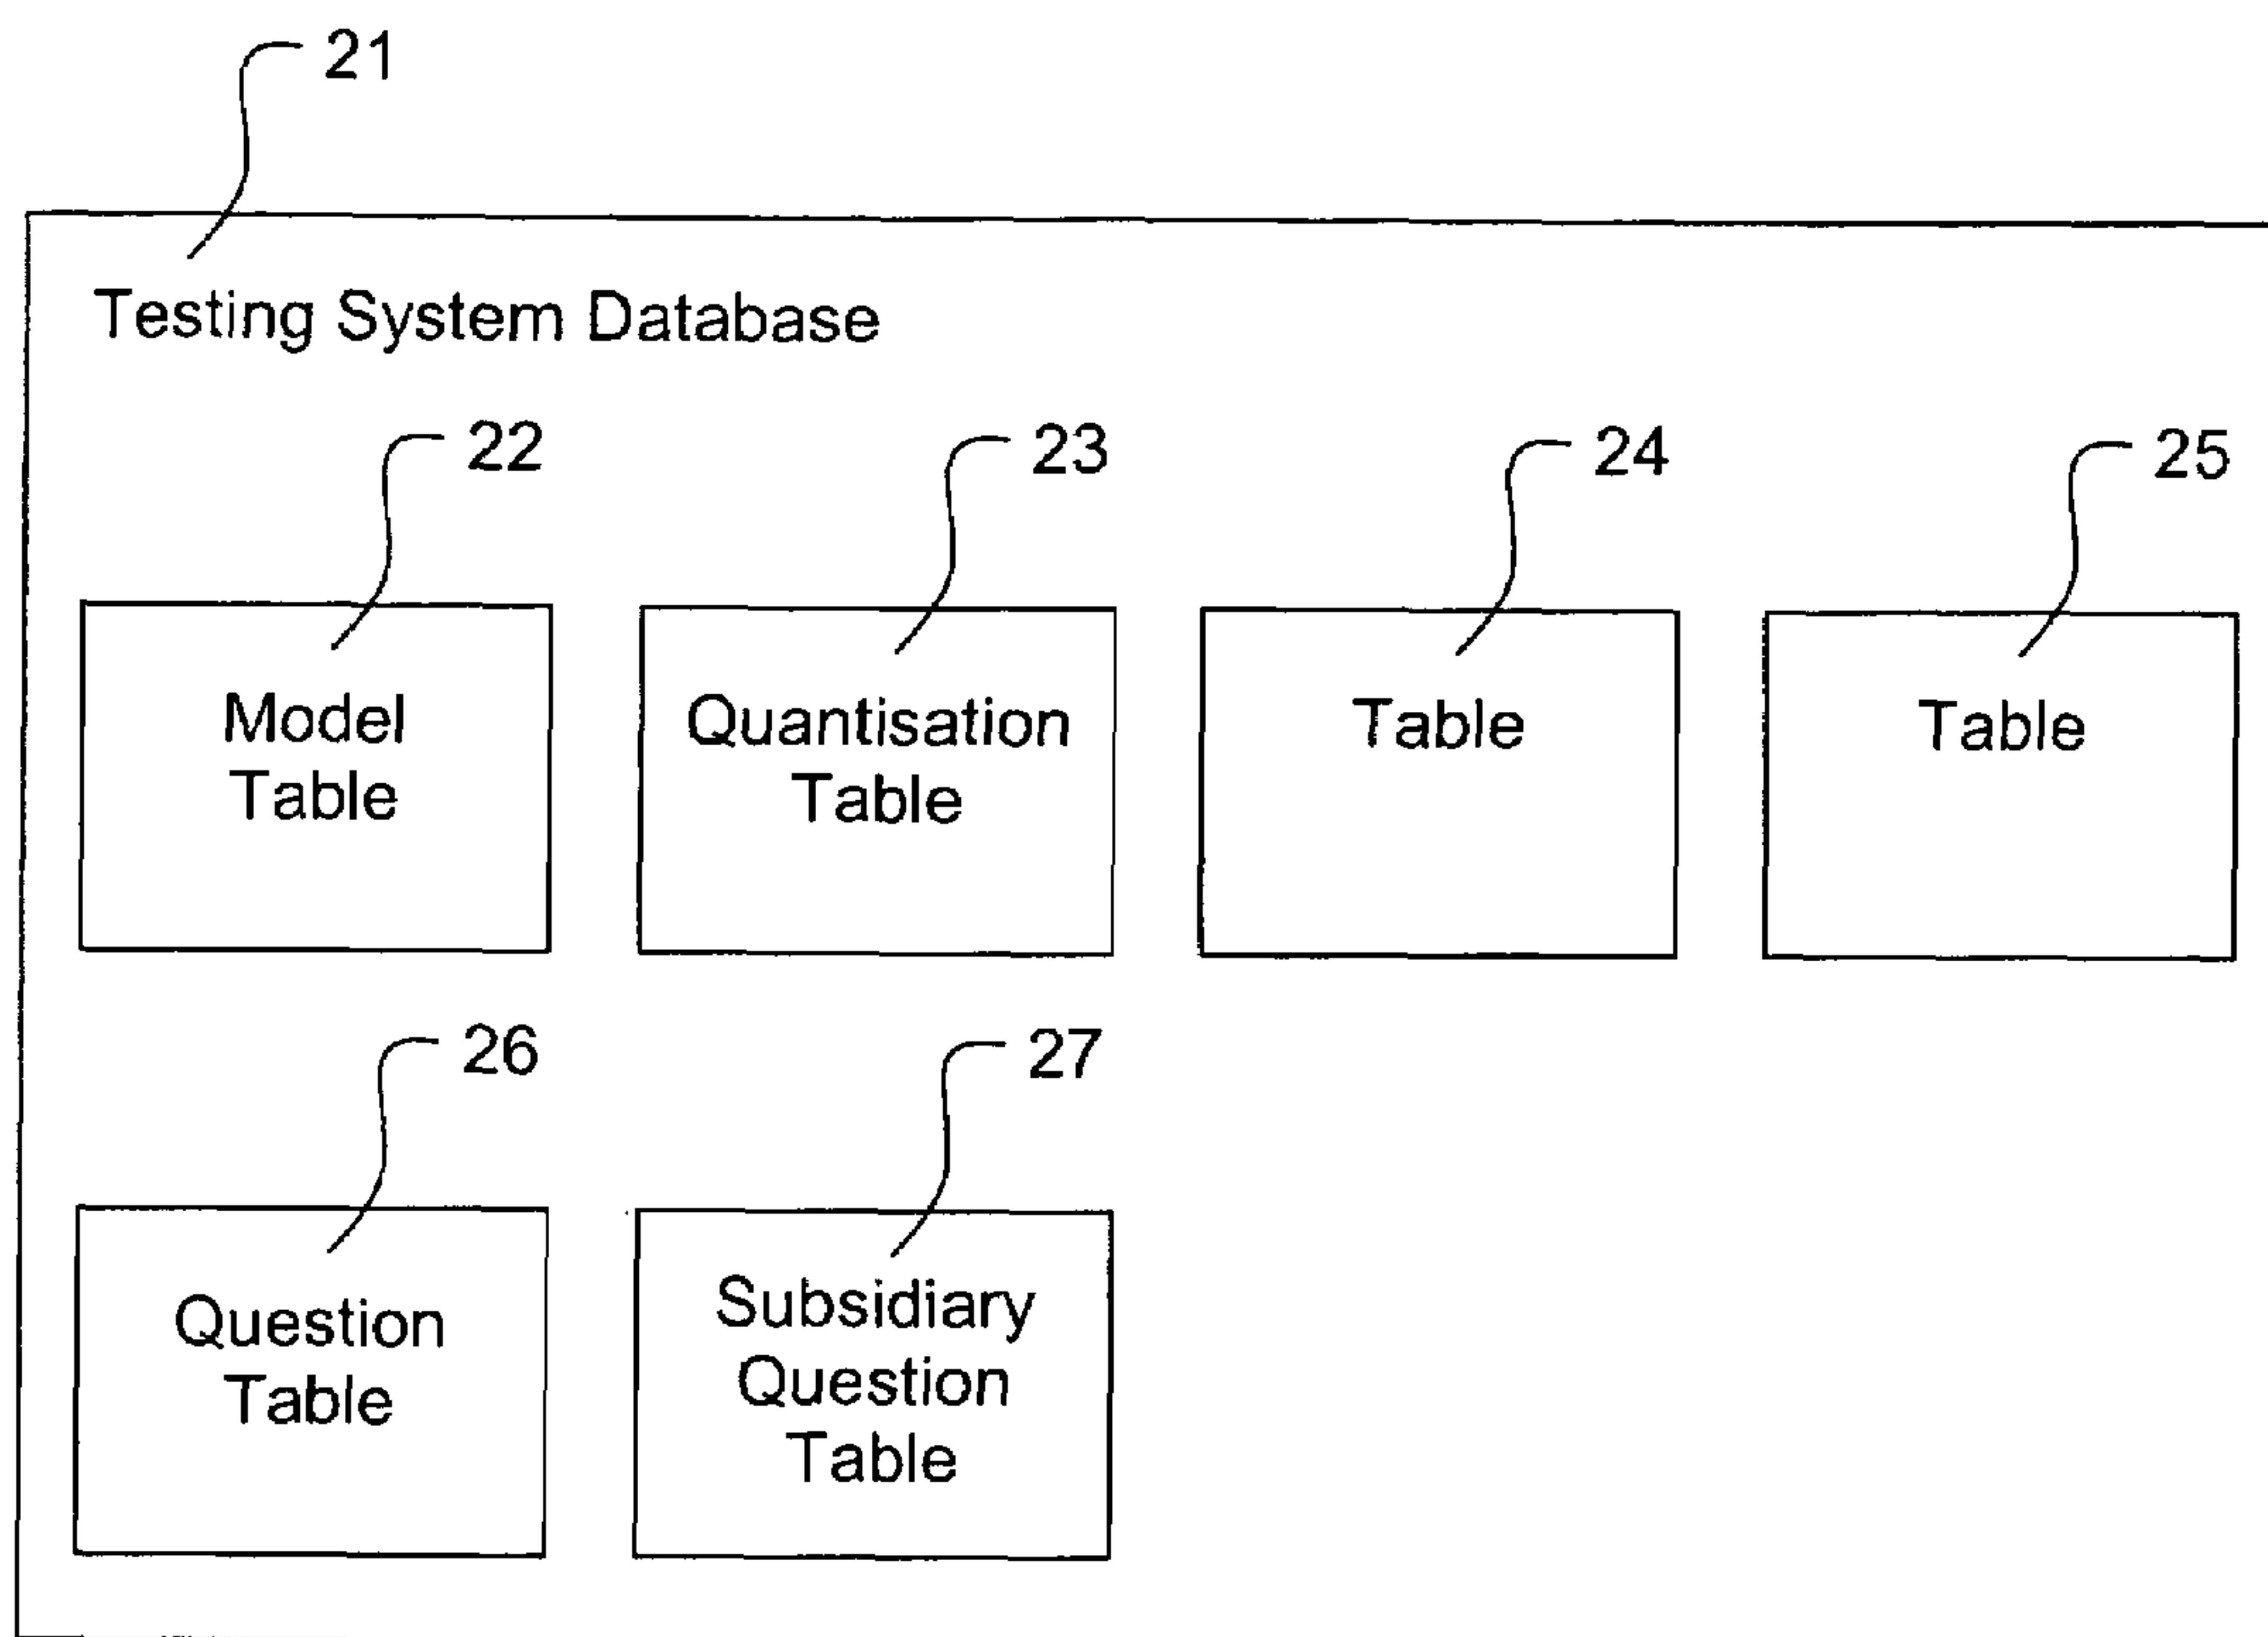 21
Testing System Database
22
23
24
25
Model
Table
Quantisation
Table
Table
Table
26
27
Question
Table
Subsidiary
Question
Table